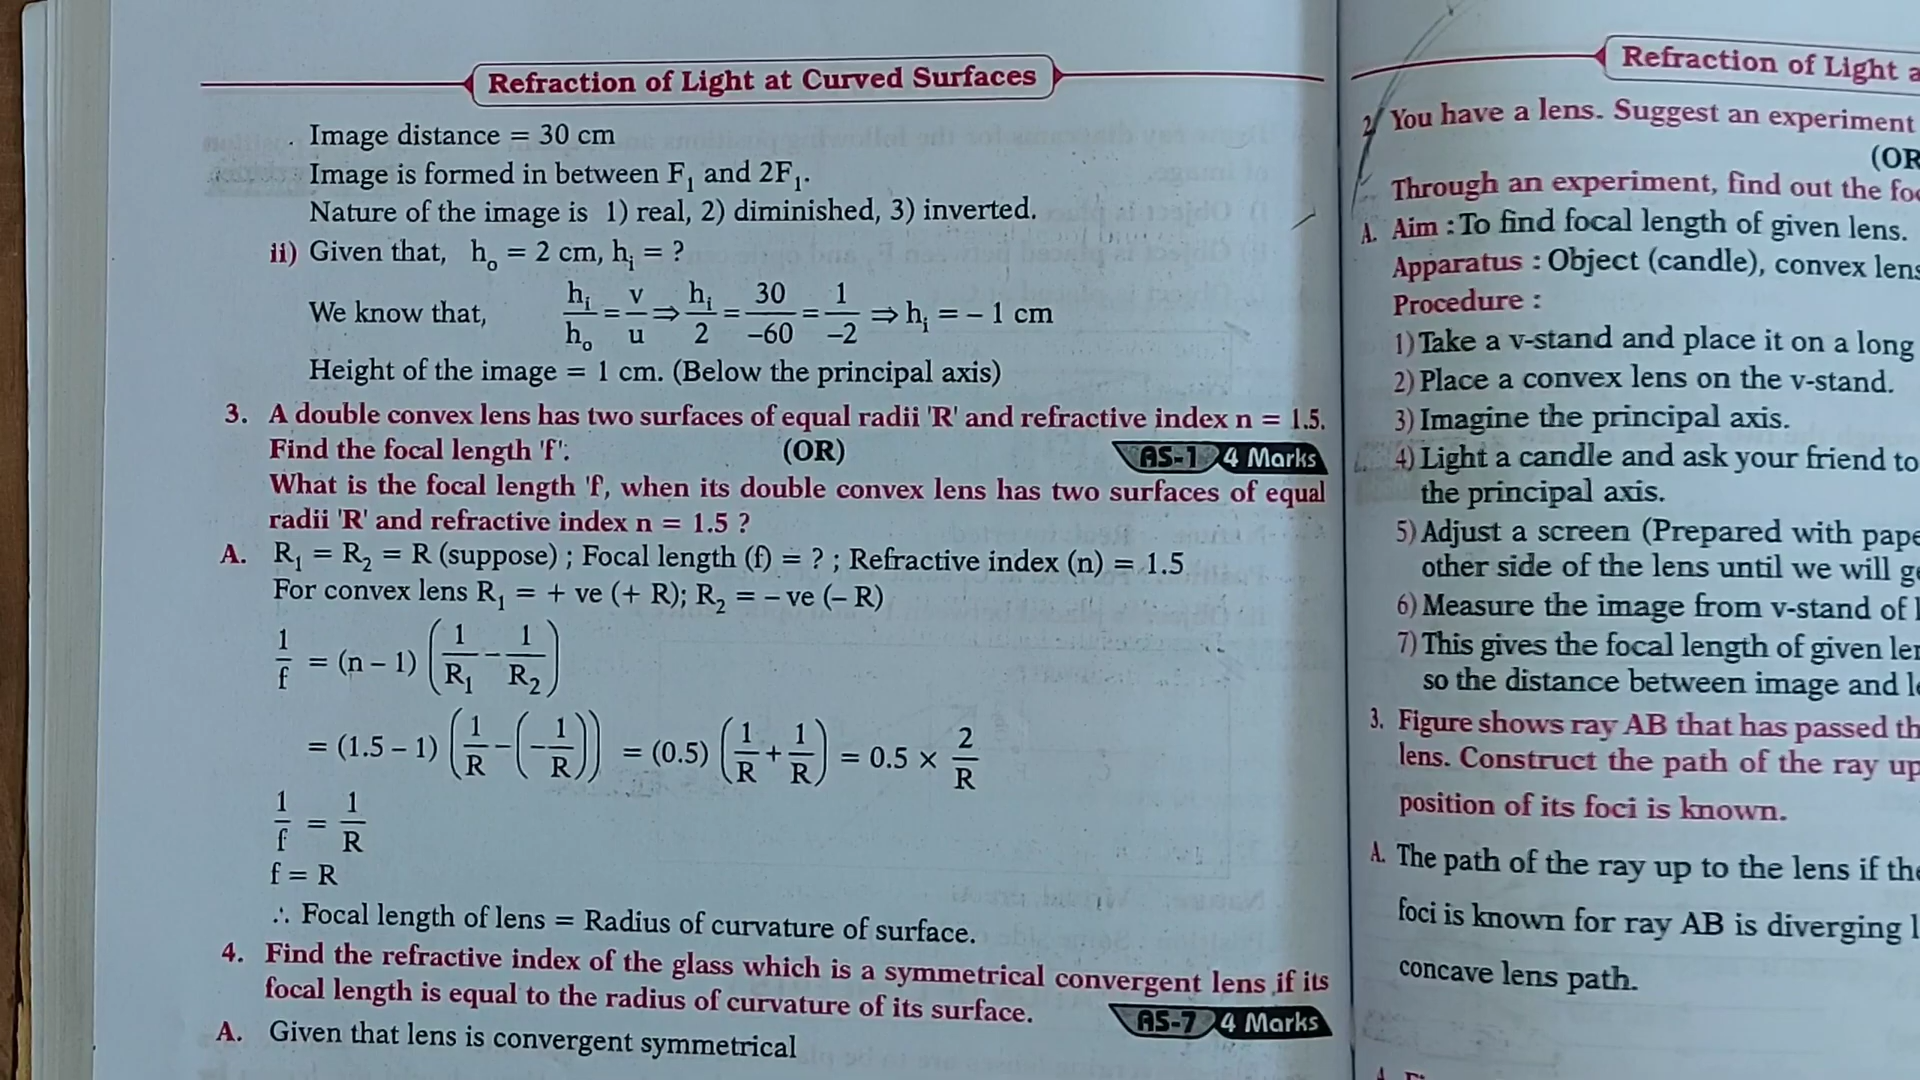 Refraction of Light at Curved Surfaces
Image distance = 30 cm
Image is formed in between F₁ and 2F₁.
Nature of the image is 1) real, 2) diminished, 3) inverted.
ii) Given that, hₒ = 2 cm, hᵢ = ?
We know that, hᵢ/hₒ = v/u ⇒ hᵢ/2 = 30/–60 = 1/–2 ⇒ hᵢ = – 1 cm
Height of the image = 1 cm. (Below the principal axis)
3. A double convex lens has two surfaces of equal radii 'R' and refractive index n = 1.5.
Find the focal length 'f'. (OR) AS-1 4 Marks
What is the focal length 'f, when its double convex lens has two surfaces of equal
radii 'R' and refractive index n = 1.5 ?
A. R₁ = R₂ = R (suppose) ; Focal length (f) = ? ; Refractive index (n) = 1.5
For convex lens R₁ = + ve (+ R); R₂ = – ve (– R)
1/f = (n – 1) (1/R₁ – 1/R₂)
= (1.5 – 1) (1/R – (–1/R)) = (0.5) (1/R + 1/R) = 0.5 × 2/R
1/f = 1/R
f = R
∴ Focal length of lens = Radius of curvature of surface.
4. Find the refractive index of the glass which is a symmetrical convergent lens if its
focal length is equal to the radius of curvature of its surface. AS-7 4 Marks
A. Given that lens is convergent symmetrical
Refraction of Light
2 You have a lens. Suggest an experiment
(OR
Through an experiment, find out the
A. Aim : To find focal length of given lens.
Apparatus : Object (candle), convex lens
Procedure :
1) Take a v-stand and place it on a long
2) Place a convex lens on the v-stand.
3) Imagine the principal axis.
4) Light a candle and ask your friend to
the principal axis.
5) Adjust a screen (Prepared with
other side of the lens until we will
6) Measure the image from v-stand of
7) This gives the focal length of given
so the distance between image and
3. Figure shows ray AB that has passed
lens. Construct the path of the ray up
position of its foci is known.
A. The path of the ray up to the lens if
foci is known for ray AB is diverging
concave lens path.